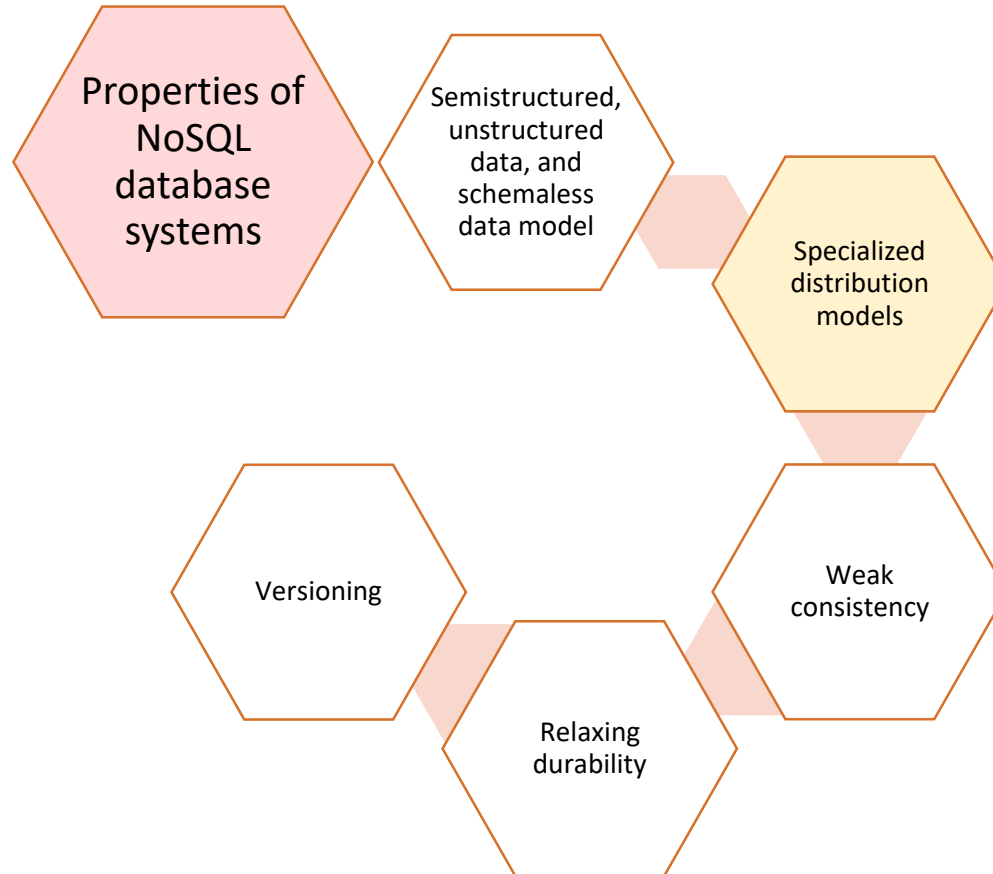 Properties of
NoSQL
database
systems
Semistructured,
unstructured
data, and
schemaless
data model
Specialized
distribution
models
Weak
consistency
Relaxing
durability
Versioning